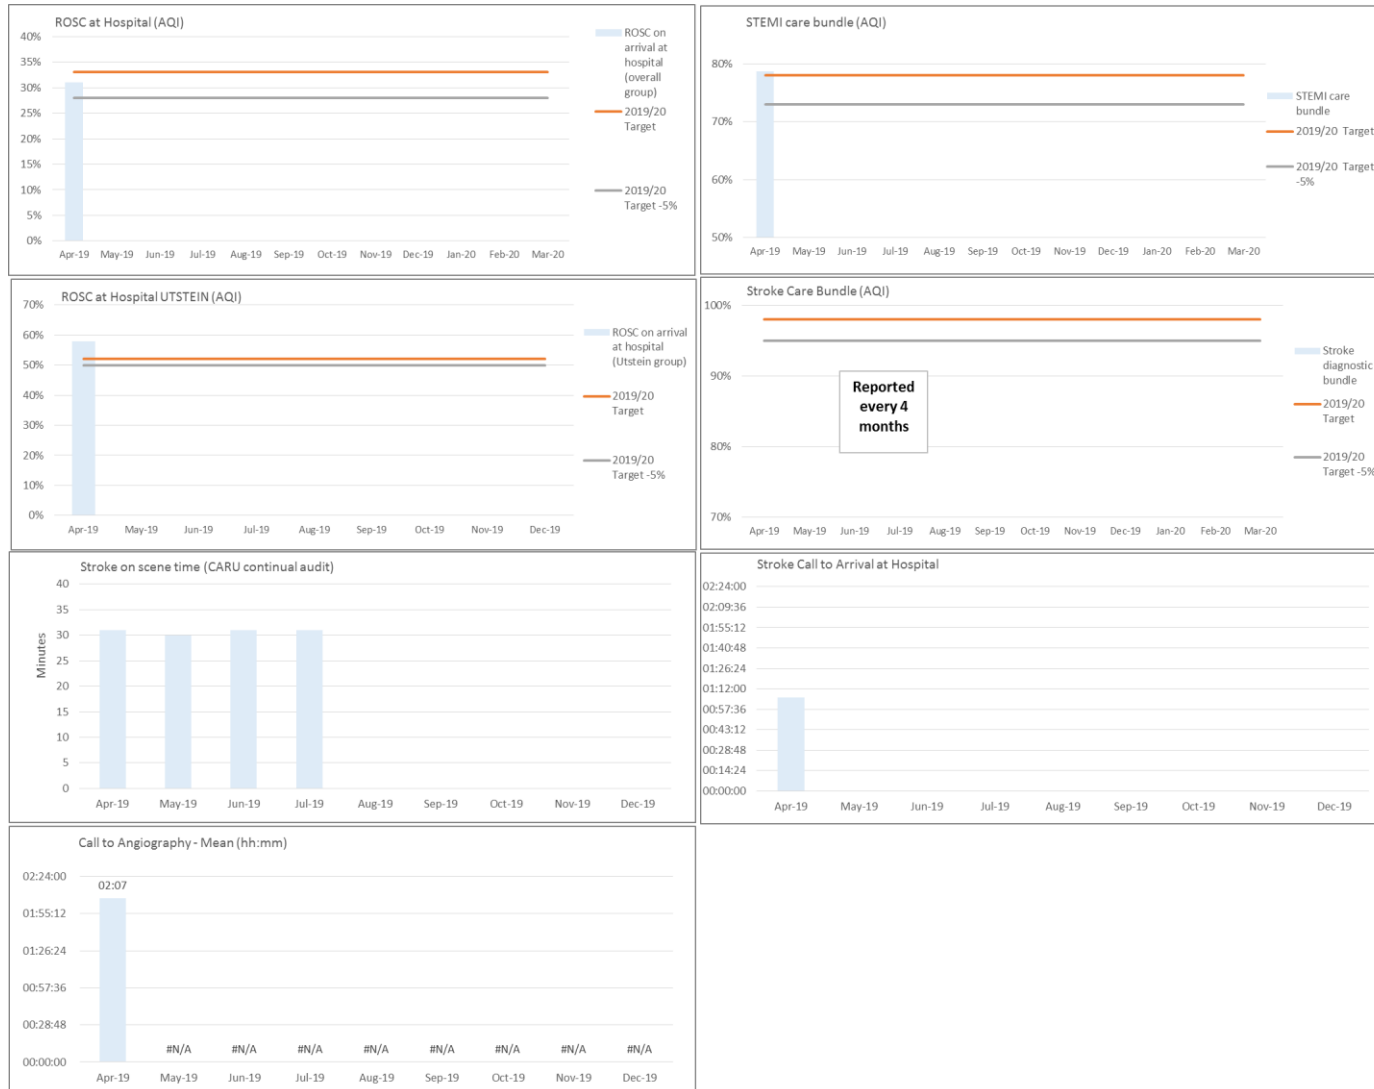 ROSC at Hospital (AQI)
40%
35%
30%
25%
20%
15%
10%
5%
0%
Apr-19 May-19 Jun-19 Jul-19 Aug-19 Sep-19 Oct-19 Nov-19 Dec-19 Jan-20 Feb-20 Mar-20
ROSC on
arrival at
hospital
(overall
group)
2019/20
Target
2019/20
Target -5%
STEMI care bundle (AQI)
80%
70%
60%
50%
Apr-19 May-19 Jun-19 Jul-19 Aug-19 Sep-19 Oct-19 Nov-19 Dec-19 Jan-20 Feb-20 Mar-20
STEMI care
bundle
2019/20 Target
2019/20 Target
-5%
ROSC at Hospital UTSTEIN (AQI)
70%
60%
50%
40%
30%
20%
10%
0%
Apr-19 May-19 Jun-19 Jul-19 Aug-19 Sep-19 Oct-19 Nov-19 Dec-19
ROSC on arrival
at hospital
(Utstein group)
2019/20
Target
2019/20
Target -5%
Stroke Care Bundle (AQI)
100%
90%
80%
70%
Reported
every 4
months
Apr-19 May-19 Jun-19 Jul-19 Aug-19 Sep-19 Oct-19 Nov-19 Dec-19 Jan-20 Feb-20 Mar-20
Stroke
diagnostic
bundle
2019/20
Target
2019/20
Target -5%
Stroke on scene time (CARU continual audit)
Minutes
40
35
30
25
20
15
10
5
0
Apr-19 May-19 Jun-19 Jul-19 Aug-19 Sep-19 Oct-19 Nov-19 Dec-19
Stroke Call to Arrival at Hospital
02:24:00
02:09:36
01:55:12
01:40:48
01:26:24
01:12:00
00:57:36
00:43:12
00:28:48
00:14:24
00:00:00
Apr-19 May-19 Jun-19 Jul-19 Aug-19 Sep-19 Oct-19 Nov-19 Dec-19
Call to Angiography - Mean (hh:mm)
02:24:00
01:55:12
01:26:24
00:57:36
00:28:48
00:00:00
02:07
#N/A #N/A #N/A #N/A #N/A #N/A #N/A #N/A
Apr-19 May-19 Jun-19 Jul-19 Aug-19 Sep-19 Oct-19 Nov-19 Dec-19